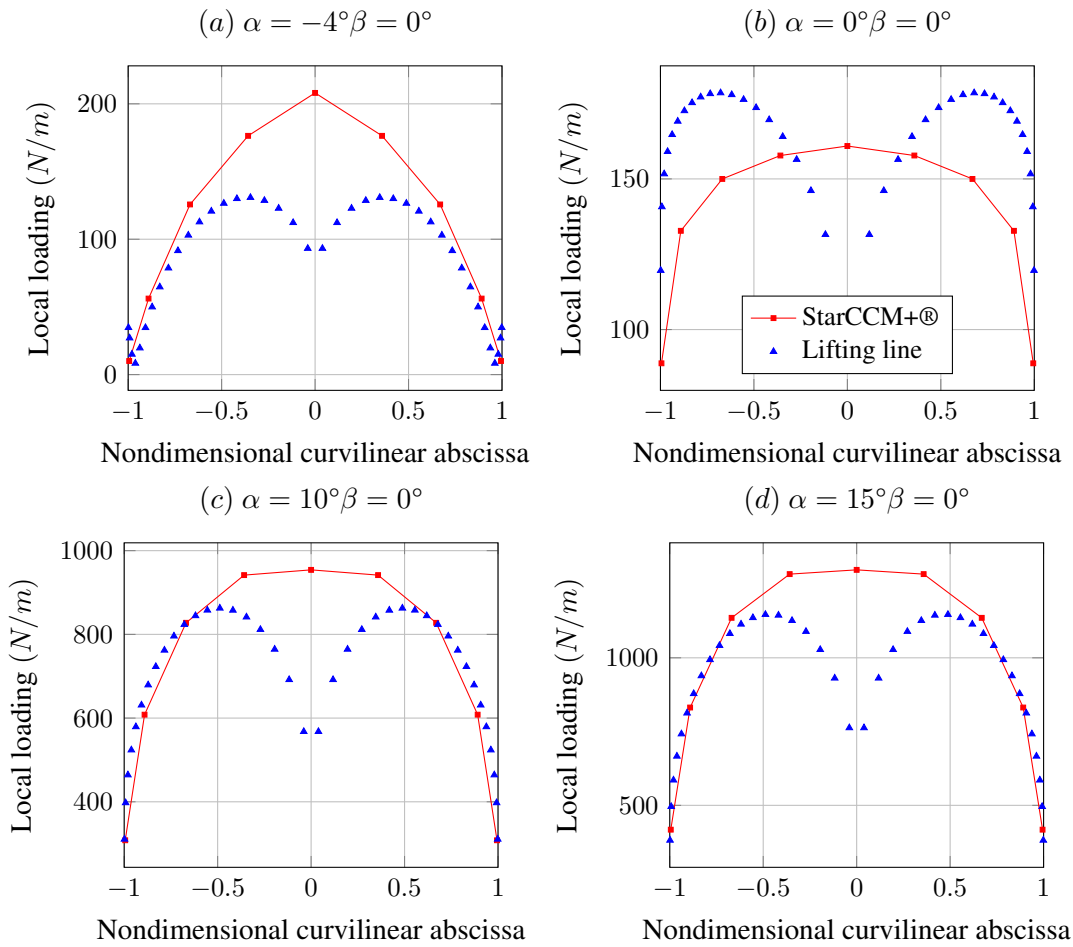 (a) α = −4°β = 0°
(b) α = 0°β = 0°
Local loading (N/m)
200
100
0
−1 −0.5 0 0.5 1
Nondimensional curvilinear abscissa
Local loading (N/m)
150
100
StarCCM+®
Lifting line
−1 −0.5 0 0.5 1
Nondimensional curvilinear abscissa
(c) α = 10°β = 0°
(d) α = 15°β = 0°
Local loading (N/m)
1000
800
600
400
−1 −0.5 0 0.5 1
Nondimensional curvilinear abscissa
Local loading (N/m)
1000
500
−1 −0.5 0 0.5 1
Nondimensional curvilinear abscissa